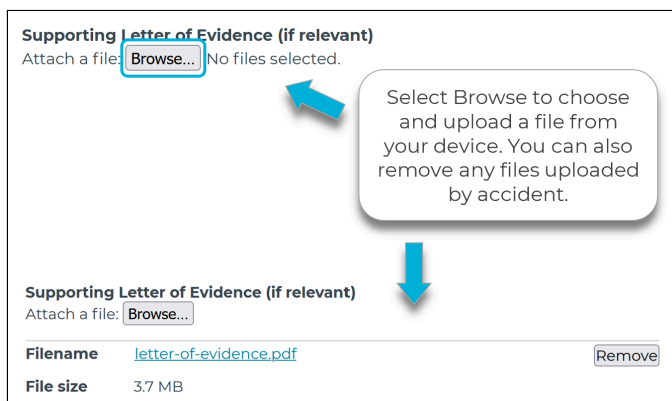 Supporting Letter of Evidence (if relevant)
Attach a file: Browse... No files selected.
Select Browse to choose
and upload a file from
your device. You can also
remove any files uploaded
by accident.
Supporting Letter of Evidence (if relevant)
Attach a file: Browse...
Filename letter-of-evidence.pdf Remove
File size 3.7 MB